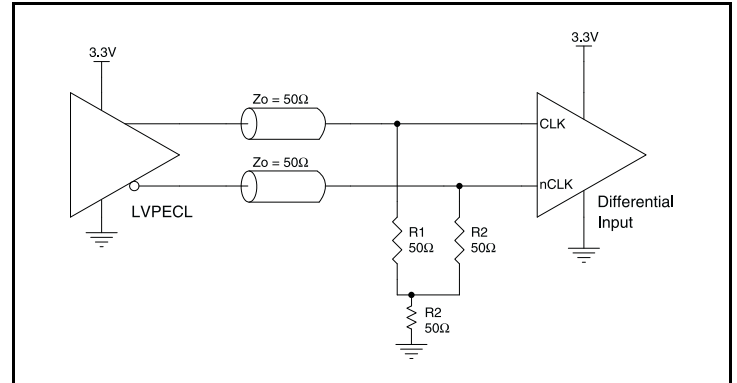 3.3V
3.3V
Zo = 50Ω
CLK
Zo = 50Ω
nCLK
LVPECL
Differential
Input
R1
50Ω
R2
50Ω
R2
50Ω